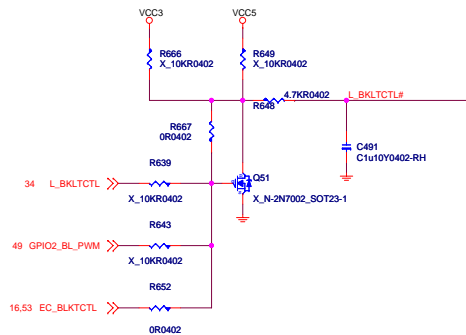 VCC3
VCC5
R666
X_10KR0402
R649
X_10KR0402
4.7KR0402
L_BKLTCTL#
R648
R667
0R0402
C491
C1u10Y0402-RH
R639
34 L_BKLTCTL
X_10KR0402
Q51
X_N-2N7002_SOT23-1
R643
49 GPIO2_BL_PWM
X_10KR0402
R652
16,53 EC_BLKTCTL
0R0402